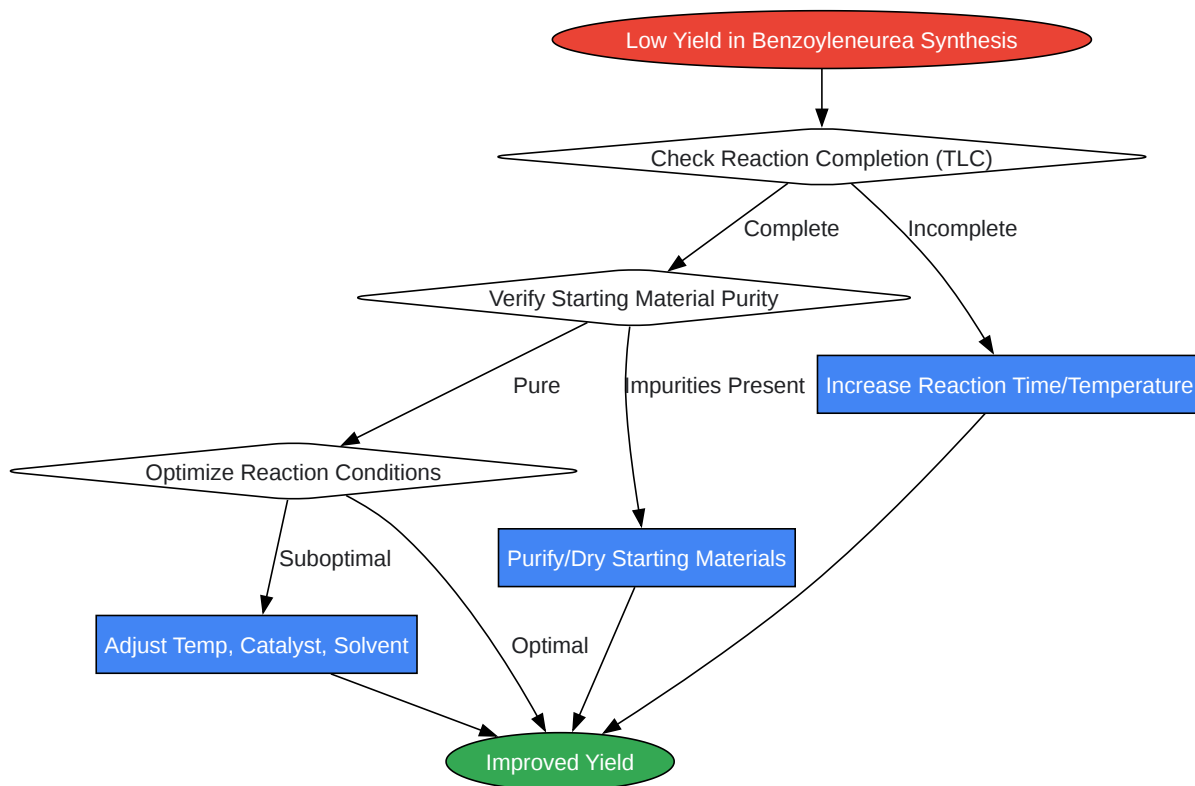 Low Yield in Benzoyleneurea Synthesis
Check Reaction Completion (TLC)
Complete
Incomplete
Verify Starting Material Purity
Pure
Impurities Present
Increase Reaction Time/Temperature
Optimize Reaction Conditions
Suboptimal
Purify/Dry Starting Materials
Adjust Temp, Catalyst, Solvent
Optimal
Improved Yield